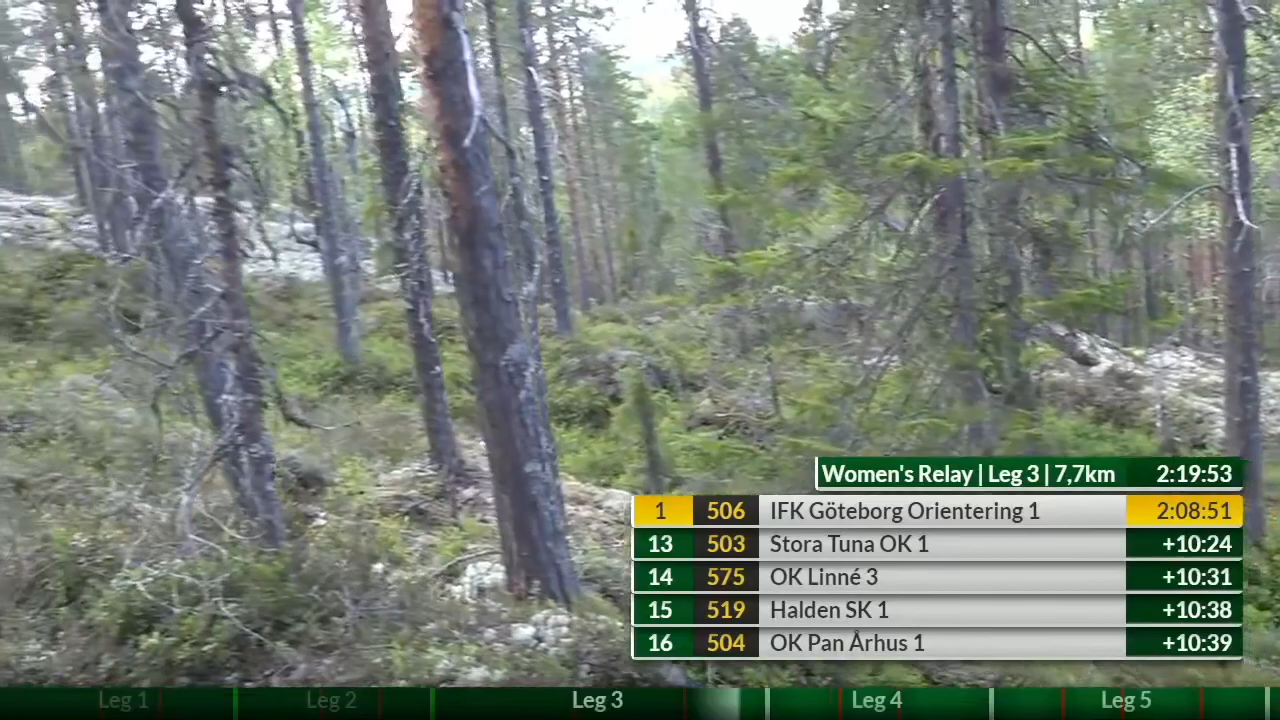 Women's Relay | Leg 3 | 7,7km 2:19:53
1 506 IFK Göteborg Orientering 1 2:08:51
13 503 Stora Tuna OK 1 +10:24
14 575 OK Linné 3 +10:31
15 519 Halden SK 1 +10:38
16 504 OK Pan Århus 1 +10:39
Leg 1 Leg 2 Leg 3 Leg 4 Leg 5